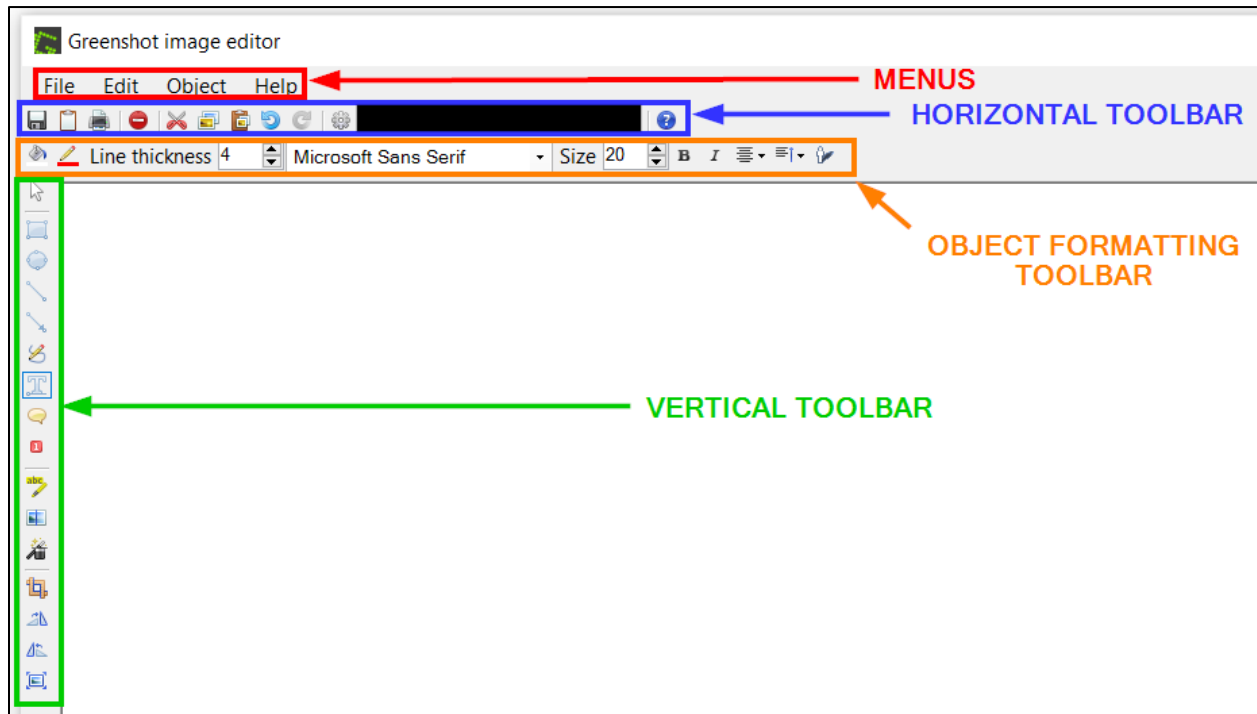 Greenshot image editor
File Edit Object Help
MENUS
HORIZONTAL TOOLBAR
Line thickness 4 Microsoft Sans Serif Size 20 B I
OBJECT FORMATTING
TOOLBAR
T
VERTICAL TOOLBAR
1
abc